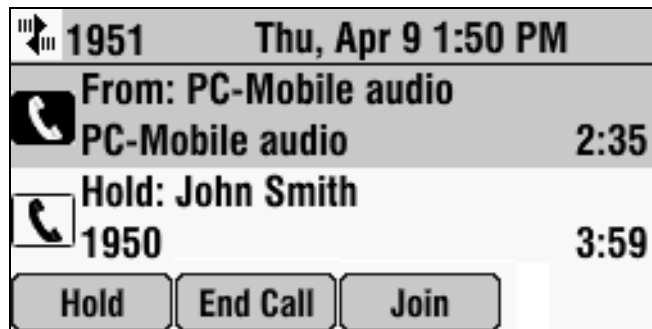 1951 Thu, Apr 9 1:50 PM
From: PC-Mobile audio
PC-Mobile audio 2:35
Hold: John Smith
1950 3:59
Hold End Call Join